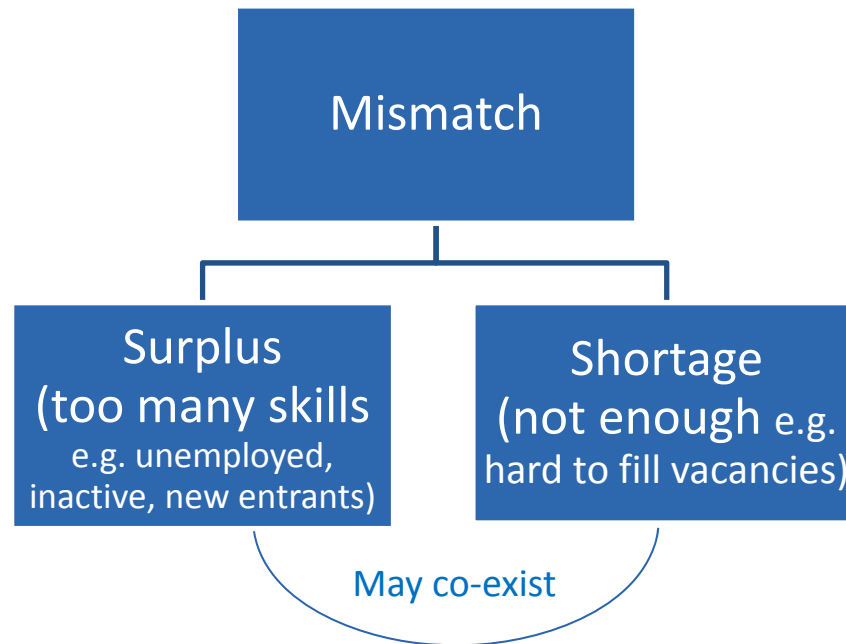 Mismatch
Surplus
(too many skills
e.g. unemployed,
inactive, new entrants)
Shortage
(not enough e.g.
hard to fill vacancies)
May co-exist